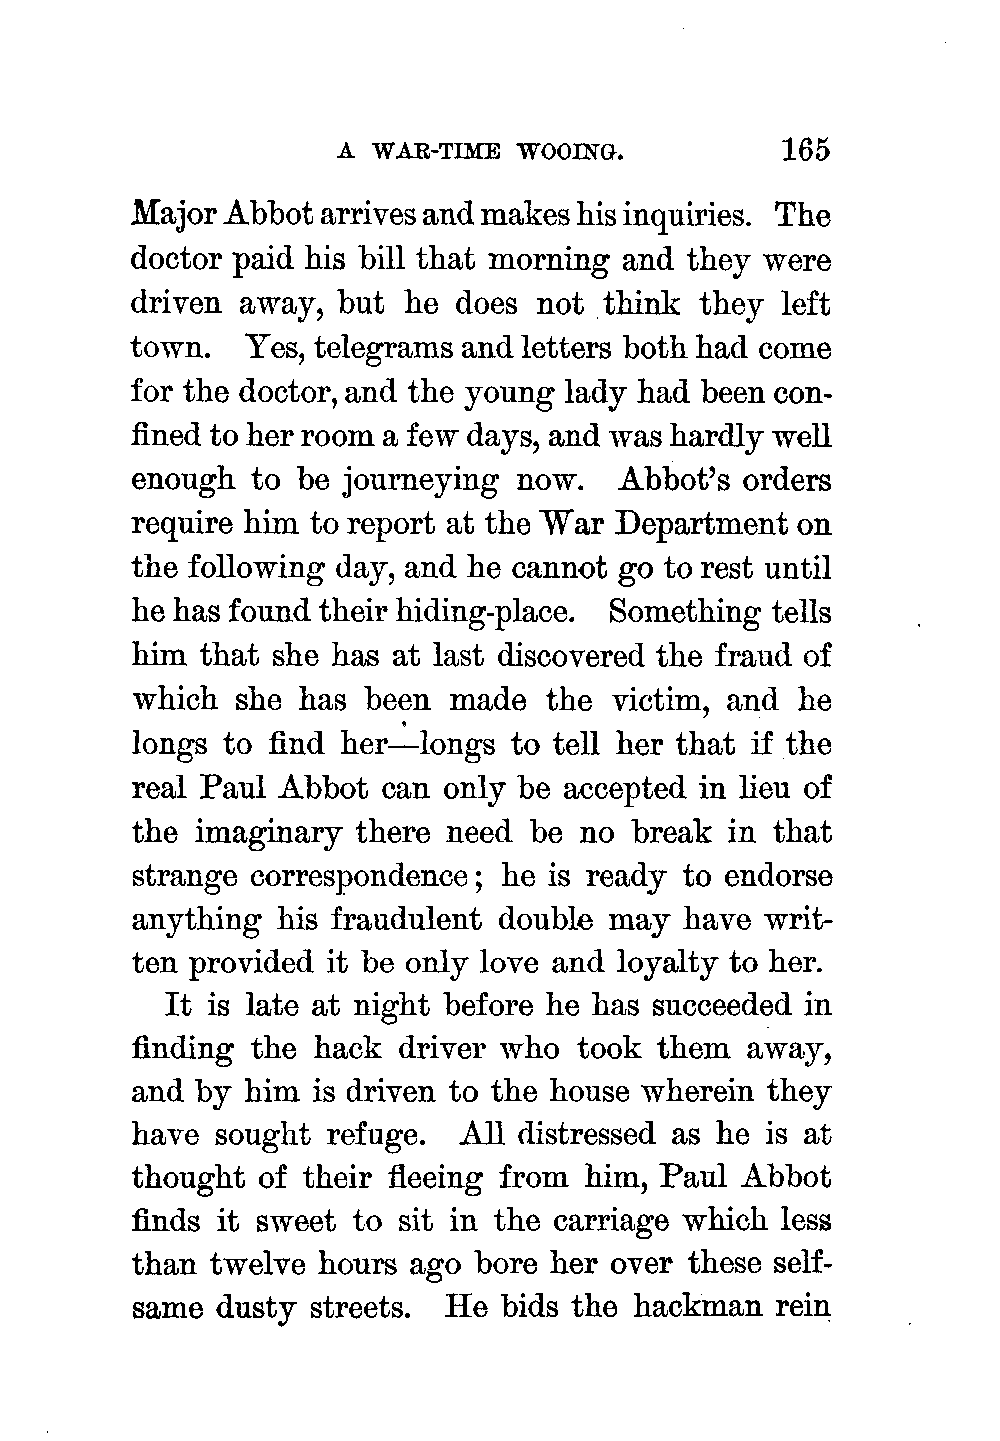 A WAR-TIME WOOING. 165
Major Abbot arrives and makes his inquiries. The
doctor paid his bill that morning and they were
driven away, but he does not think they left
town. Yes, telegrams and letters both had come
for the doctor, and the young lady had been con-
fined to her room a few days, and was hardly well
enough to be journeying now. Abbot's orders
require him to report at the War Department on
the following day, and he cannot go to rest until
he has found their hiding-place. Something tells
him that she has at last discovered the fraud of
which she has been made the victim, and he
longs to find her—longs to tell her that if the
real Paul Abbot can only be accepted in lieu of
the imaginary there need be no break in that
strange correspondence; he is ready to endorse
anything his fraudulent double may have writ-
ten provided it be only love and loyalty to her.
It is late at night before he has succeeded in
finding the hack driver who took them away,
and by him is driven to the house wherein they
have sought refuge. All distressed as he is at
thought of their fleeing from him, Paul Abbot
finds it sweet to sit in the carriage which less
than twelve hours ago bore her over these self-
same dusty streets. He bids the hackman rein